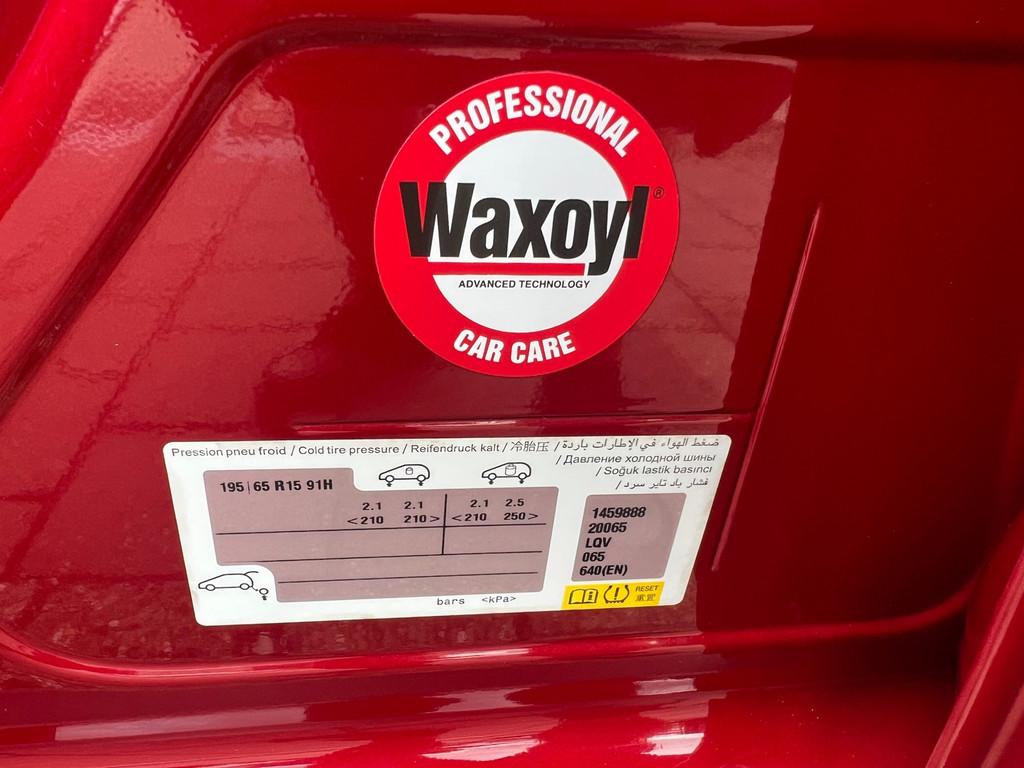 PROFESSIONAL
Waxoyl®
ADVANCED TECHNOLOGY
CAR CARE
Pression pneu froid / Cold tire pressure / Reifendruck kalt / 冷胎压 / ضغط الهواء في الإطارات باردة /
/ Давление холодной шины
/ Soğuk lastik basıncı
/ فشار باد تایر سرد
195 | 65 R15 91H
2.1 2.1 2.1 2.5
<210 210> <210 250>
1459888
20065
LQV
065
640(EN)
bars <kPa>
RESET
重置